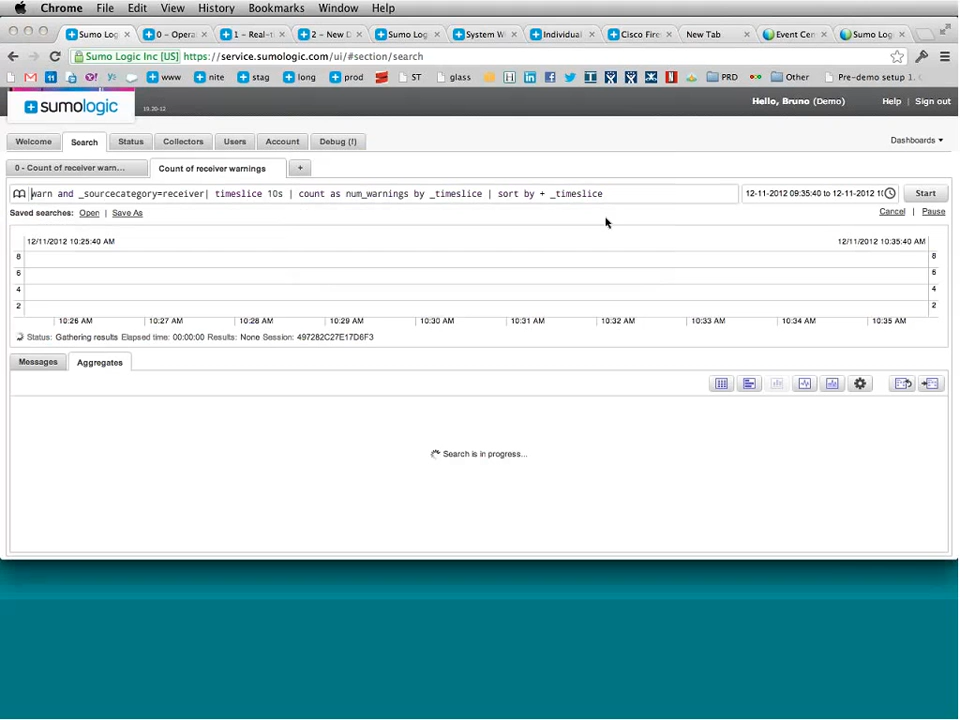 Chrome File Edit View History Bookmarks Window Help
Sumo Log 0 – Opera 1 – Real-t 2 – New D Sumo Log System W Individual Cisco Fire New Tab Event Cen Sumo Log
Sumo Logic Inc [US] https://service.sumologic.com/ui/#section/search
www nite stag long prod ST glass PRD Other Pre-demo setup 1.
sumologic
Hello, Bruno (Demo) Help | Sign out
Welcome Search Status Collectors Users Account Debug (!) Dashboards
0 - Count of receiver warn... Count of receiver warnings +
warn and _sourcecategory=receiver| timeslice 10s | count as num_warnings by _timeslice | sort by + _timeslice 12-11-2012 09:35:40 to 12-11-2012 1( Start
Saved searches: Open | Save As Cancel | Pause
12/11/2012 10:25:40 AM 12/11/2012 10:35:40 AM
8 8
6 6
4 4
2 2
10:26 AM 10:27 AM 10:28 AM 10:29 AM 10:30 AM 10:31 AM 10:32 AM 10:33 AM 10:34 AM 10:35 AM
Status: Gathering results Elapsed time: 00:00:00 Results: None Session: 497282C27E17D6F3
Messages Aggregates
Search is in progress...